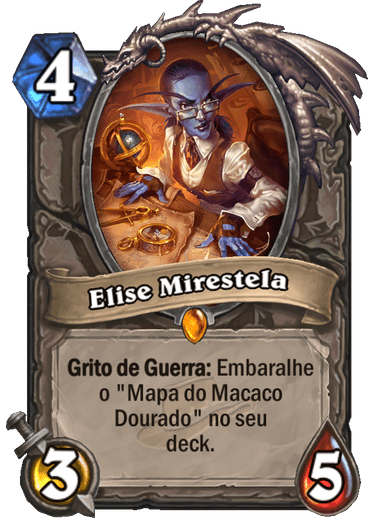 4
Elise Mirestela
Grito de Guerra: Embaralhe
o "Mapa do Macaco
Dourado" no seu
deck.
3
5